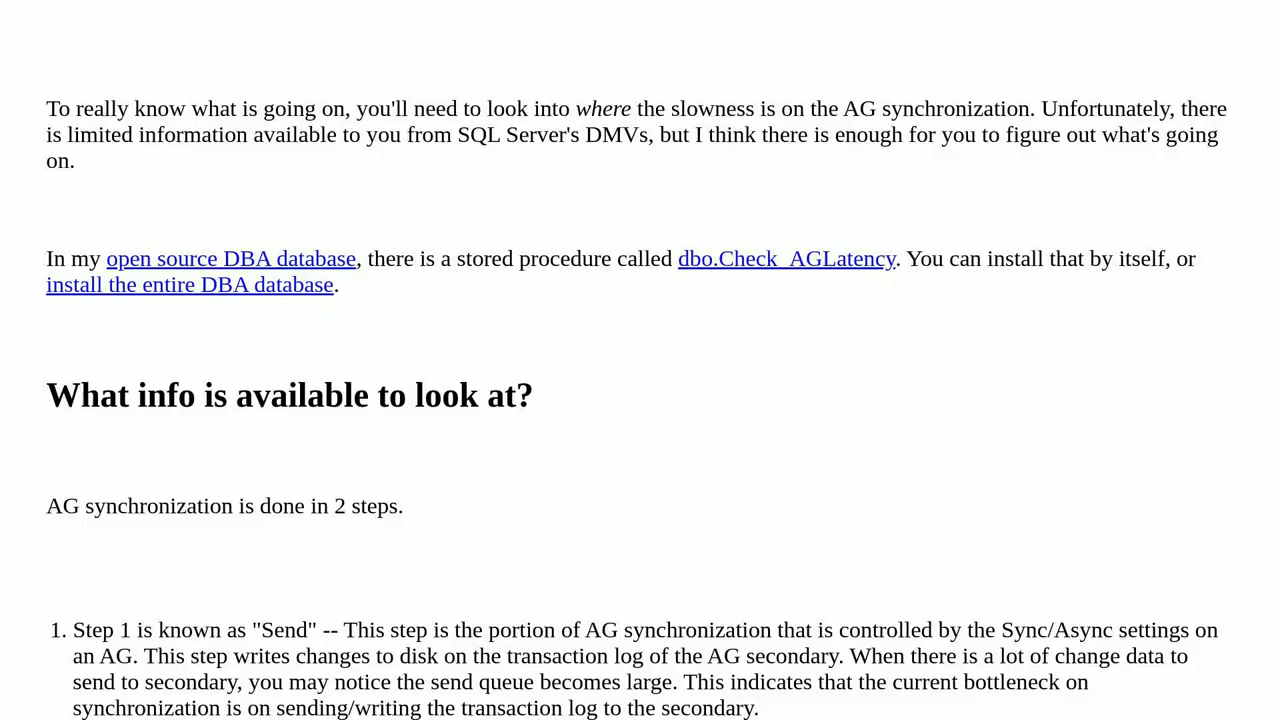 To really know what is going on, you'll need to look into where the slowness is on the AG synchronization. Unfortunately, there
is limited information available to you from SQL Server's DMVs, but I think there is enough for you to figure out what's going
on.
In my open source DBA database, there is a stored procedure called dbo.Check_AGLatency. You can install that by itself, or
install the entire DBA database.
What info is available to look at?
AG synchronization is done in 2 steps.
1. Step 1 is known as "Send" -- This step is the portion of AG synchronization that is controlled by the Sync/Async settings on
an AG. This step writes changes to disk on the transaction log of the AG secondary. When there is a lot of change data to
send to secondary, you may notice the send queue becomes large. This indicates that the current bottleneck on
synchronization is on sending/writing the transaction log to the secondary.